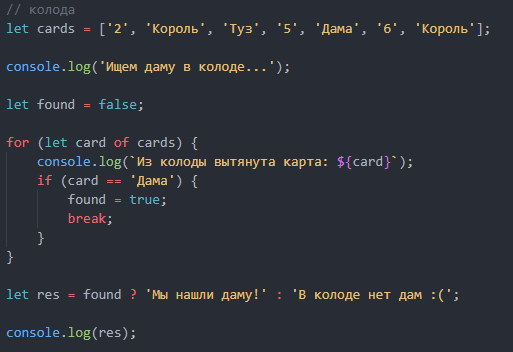 // колода
let cards = ['2', 'Король', 'Туз', '5', 'Дама', '6', 'Король'];
console.log('Ищем даму в колоде...');
let found = false;
for (let card of cards) {
    console.log(`Из колоды вытянута карта: ${card}`);
    if (card == 'Дама') {
        found = true;
        break;
    }
}
let res = found ? 'Мы нашли даму!' : 'В колоде нет дам :(';
console.log(res);